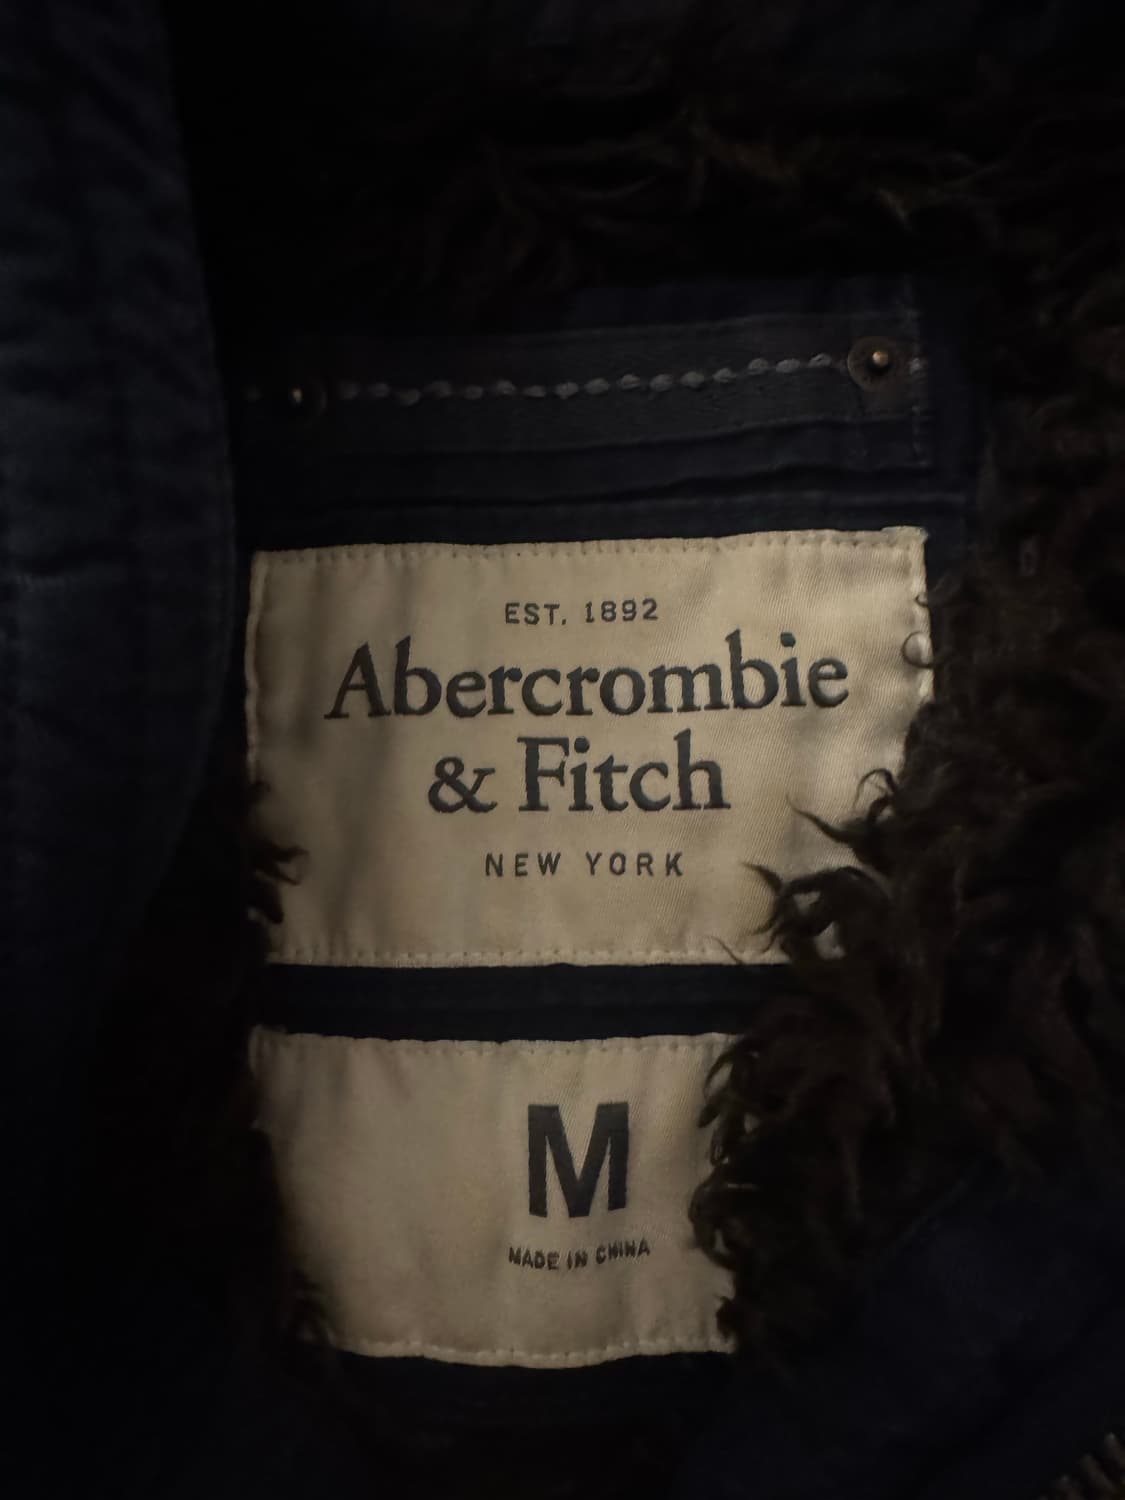 EST. 1892
Abercrombie
& Fitch
NEW YORK
M
MADE IN CHINA